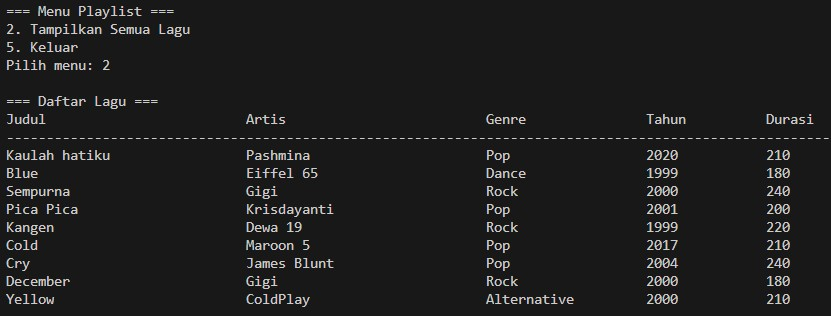 === Menu Playlist ===
2. Tampilkan Semua Lagu
5. Keluar
Pilih menu: 2
=== Daftar Lagu ===
Judul Artis Genre Tahun Durasi
-------------------------------------------------------------------------------------------------------
Kaulah hatiku Pashmina Pop 2020 210
Blue Eiffel 65 Dance 1999 180
Sempurna Gigi Rock 2000 240
Pica Pica Krisdayanti Pop 2001 200
Kangen Dewa 19 Rock 1999 220
Cold Maroon 5 Pop 2017 210
Cry James Blunt Pop 2004 240
December Gigi Rock 2000 180
Yellow ColdPlay Alternative 2000 210